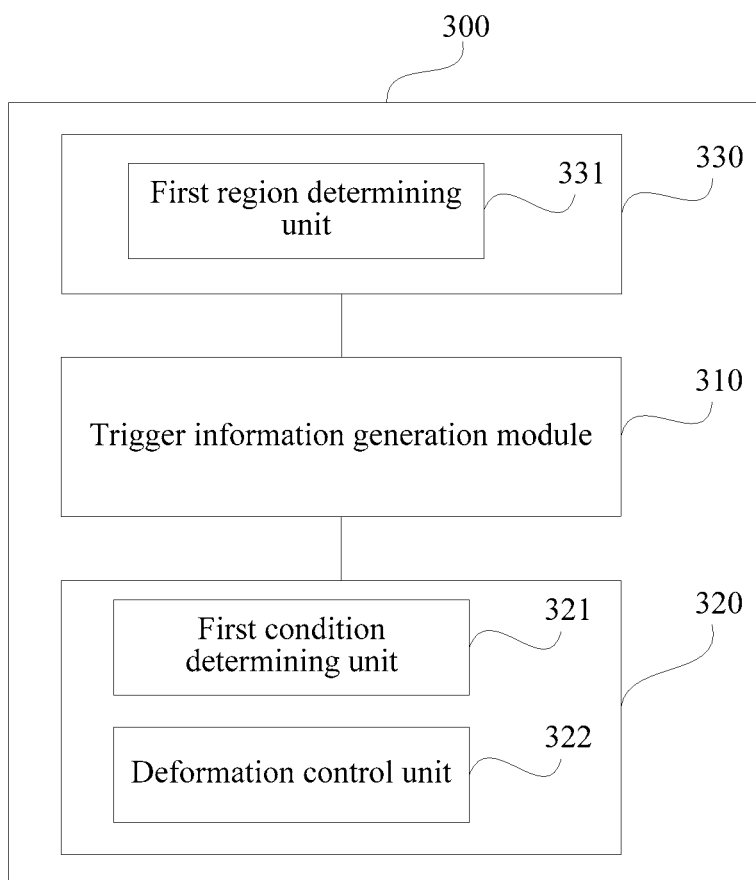 300
First region determining
unit
331
330
Trigger information generation module
310
First condition
determining unit
321
320
Deformation control unit
322